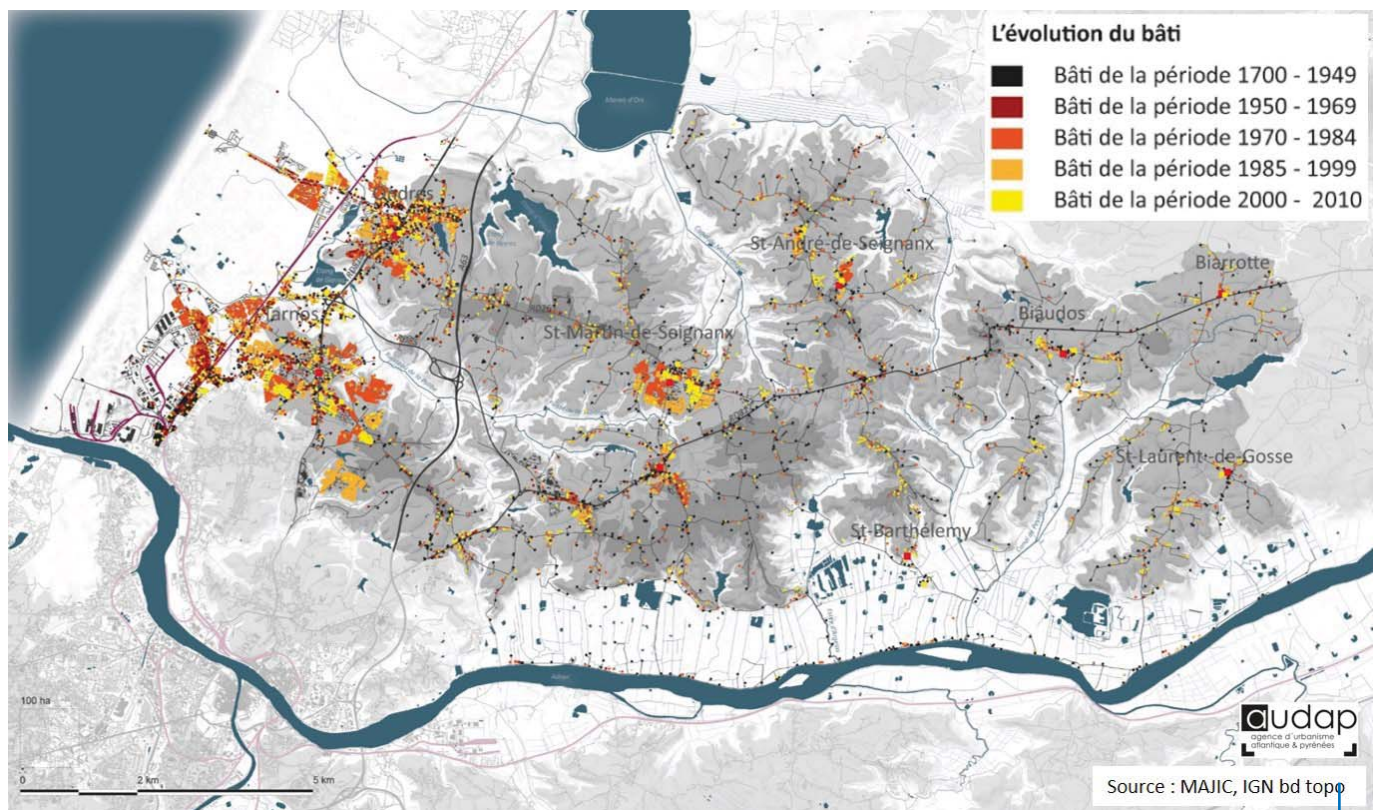 L'évolution du bâti
Bâti de la période 1700 - 1949
Bâti de la période 1950 - 1969
Bâti de la période 1970 - 1984
Bâti de la période 1985 - 1999
Bâti de la période 2000 - 2010
Ondres
St-André-de-Seignanx
Biarrotte
Tarnos
St-Martin-de-Seignanx
Biaudos
A63
St-Laurent-de-Gosse
St-Barthélemy
Adour
100 ha
0 2 km 5 km
audap
agence d'urbanisme
atlantique & pyrénées
Source : MAJIC, IGN bd topo